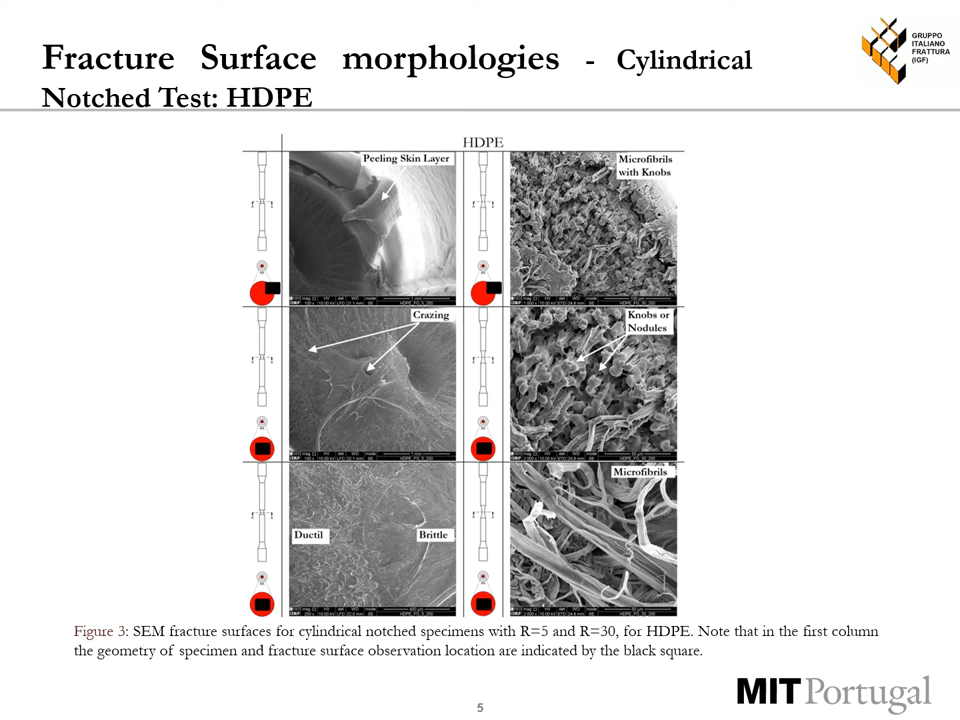 Fracture Surface morphologies - Cylindrical
Notched Test: HDPE
GRUPPO
ITALIANO
FRATTURA
(IGF)
HDPE
Peeling Skin Layer
Microfibrils
with Knobs
Crazing
Knobs or
Nodules
Microfibrils
Ductil
Brittle
Figure 3: SEM fracture surfaces for cylindrical notched specimens with R=5 and R=30, for HDPE. Note that in the first column
the geometry of specimen and fracture surface observation location are indicated by the black square.
MIT Portugal
5